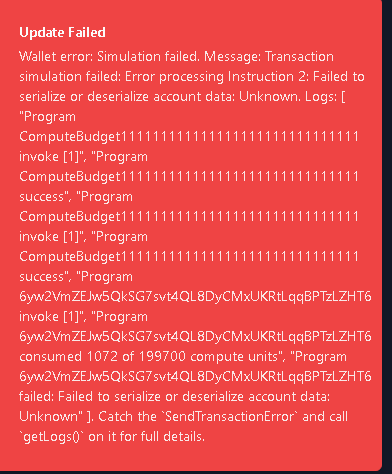 Update Failed
Wallet error: Simulation failed. Message: Transaction
simulation failed: Error processing Instruction 2: Failed to
serialize or deserialize account data: Unknown. Logs: [
"Program
ComputeBudget111111111111111111111111111111
invoke [1]", "Program
ComputeBudget111111111111111111111111111111
success", "Program
ComputeBudget111111111111111111111111111111
invoke [1]", "Program
ComputeBudget111111111111111111111111111111
success", "Program
6yw2VmZEJw5QkSG7svt4QL8DyCMxUKRtLqqBPTzLZHT6
invoke [1]", "Program
6yw2VmZEJw5QkSG7svt4QL8DyCMxUKRtLqqBPTzLZHT6
consumed 1072 of 199700 compute units", "Program
6yw2VmZEJw5QkSG7svt4QL8DyCMxUKRtLqqBPTzLZHT6
failed: Failed to serialize or deserialize account data:
Unknown" ]. Catch the `SendTransactionError` and call
`getLogs()` on it for full details.